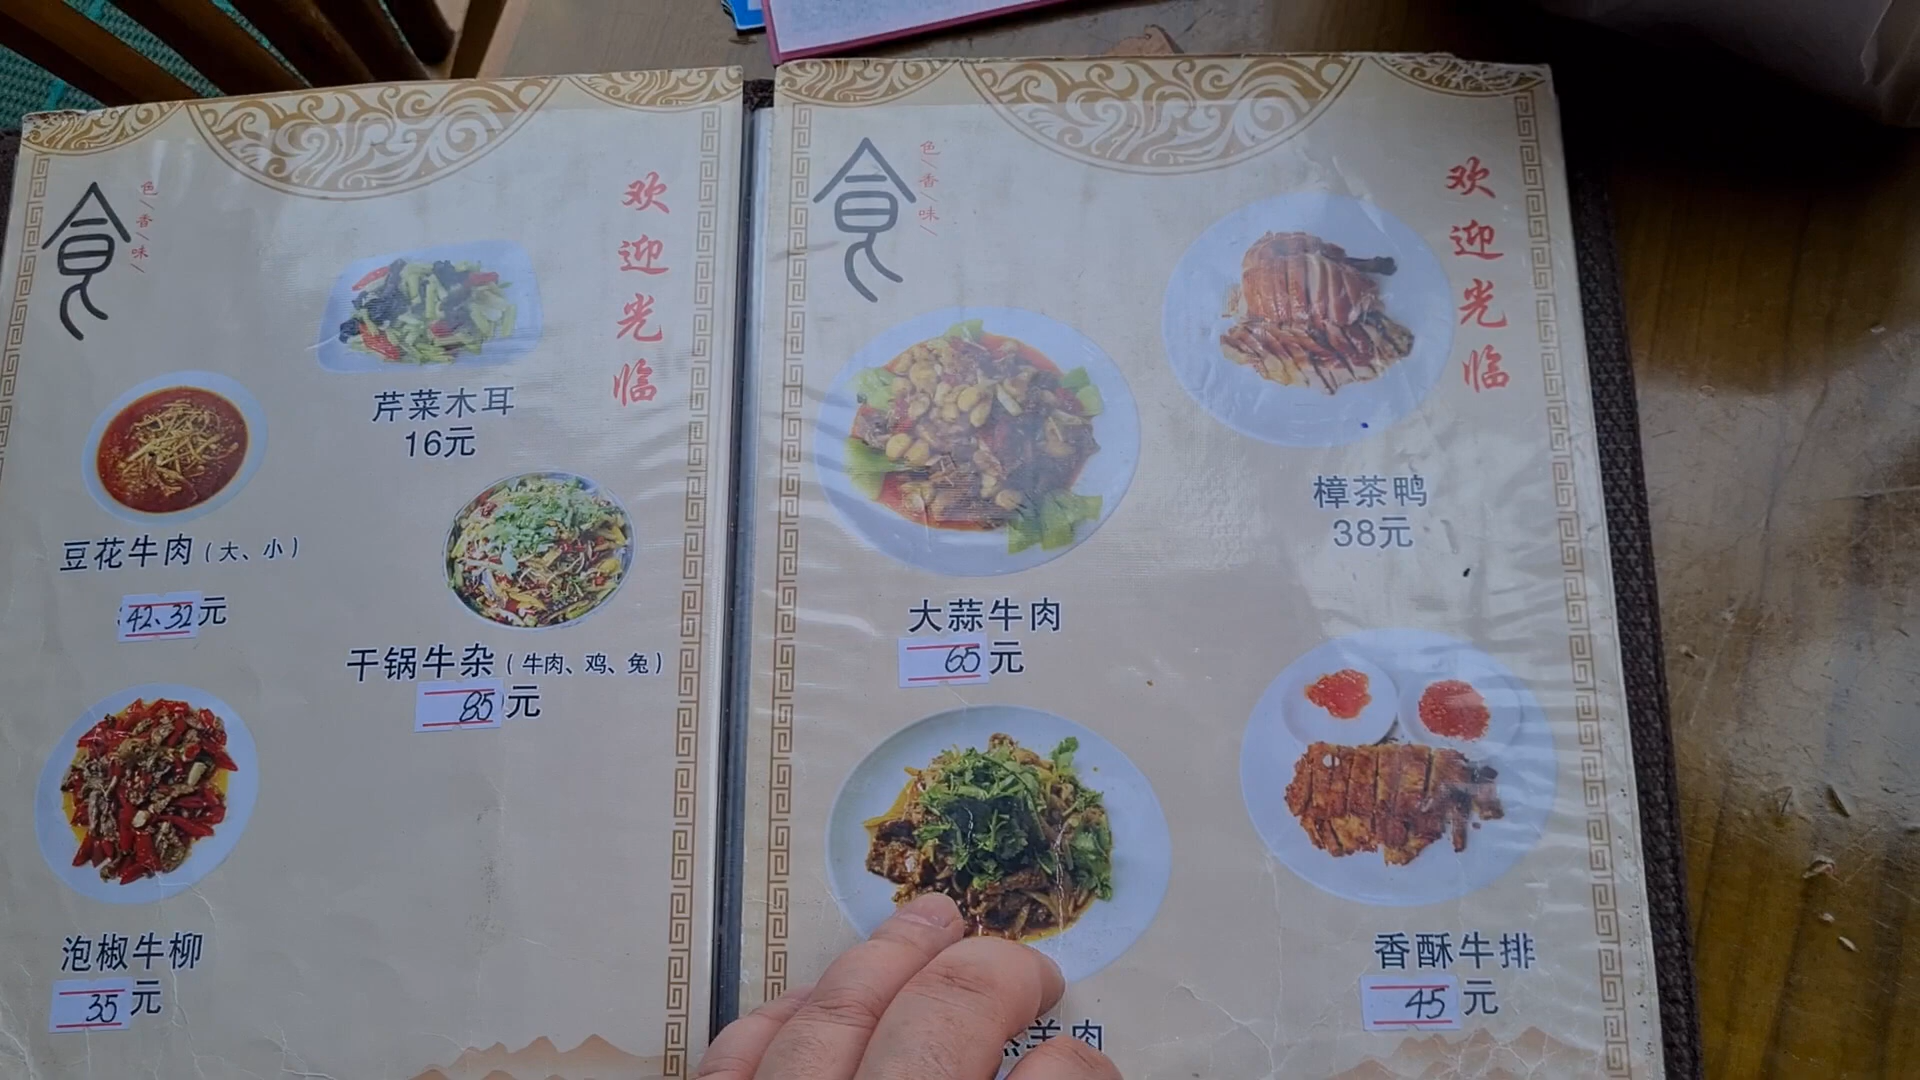 食
色/香/味/
欢迎光临
芹菜木耳
16元
豆花牛肉(大、小)
42、32元
干锅牛杂(牛肉、鸡、兔)
85元
泡椒牛柳
35元
食
色/香/味/
欢迎光临
樟茶鸭
38元
大蒜牛肉
65元
香酥牛排
45元
羊肉